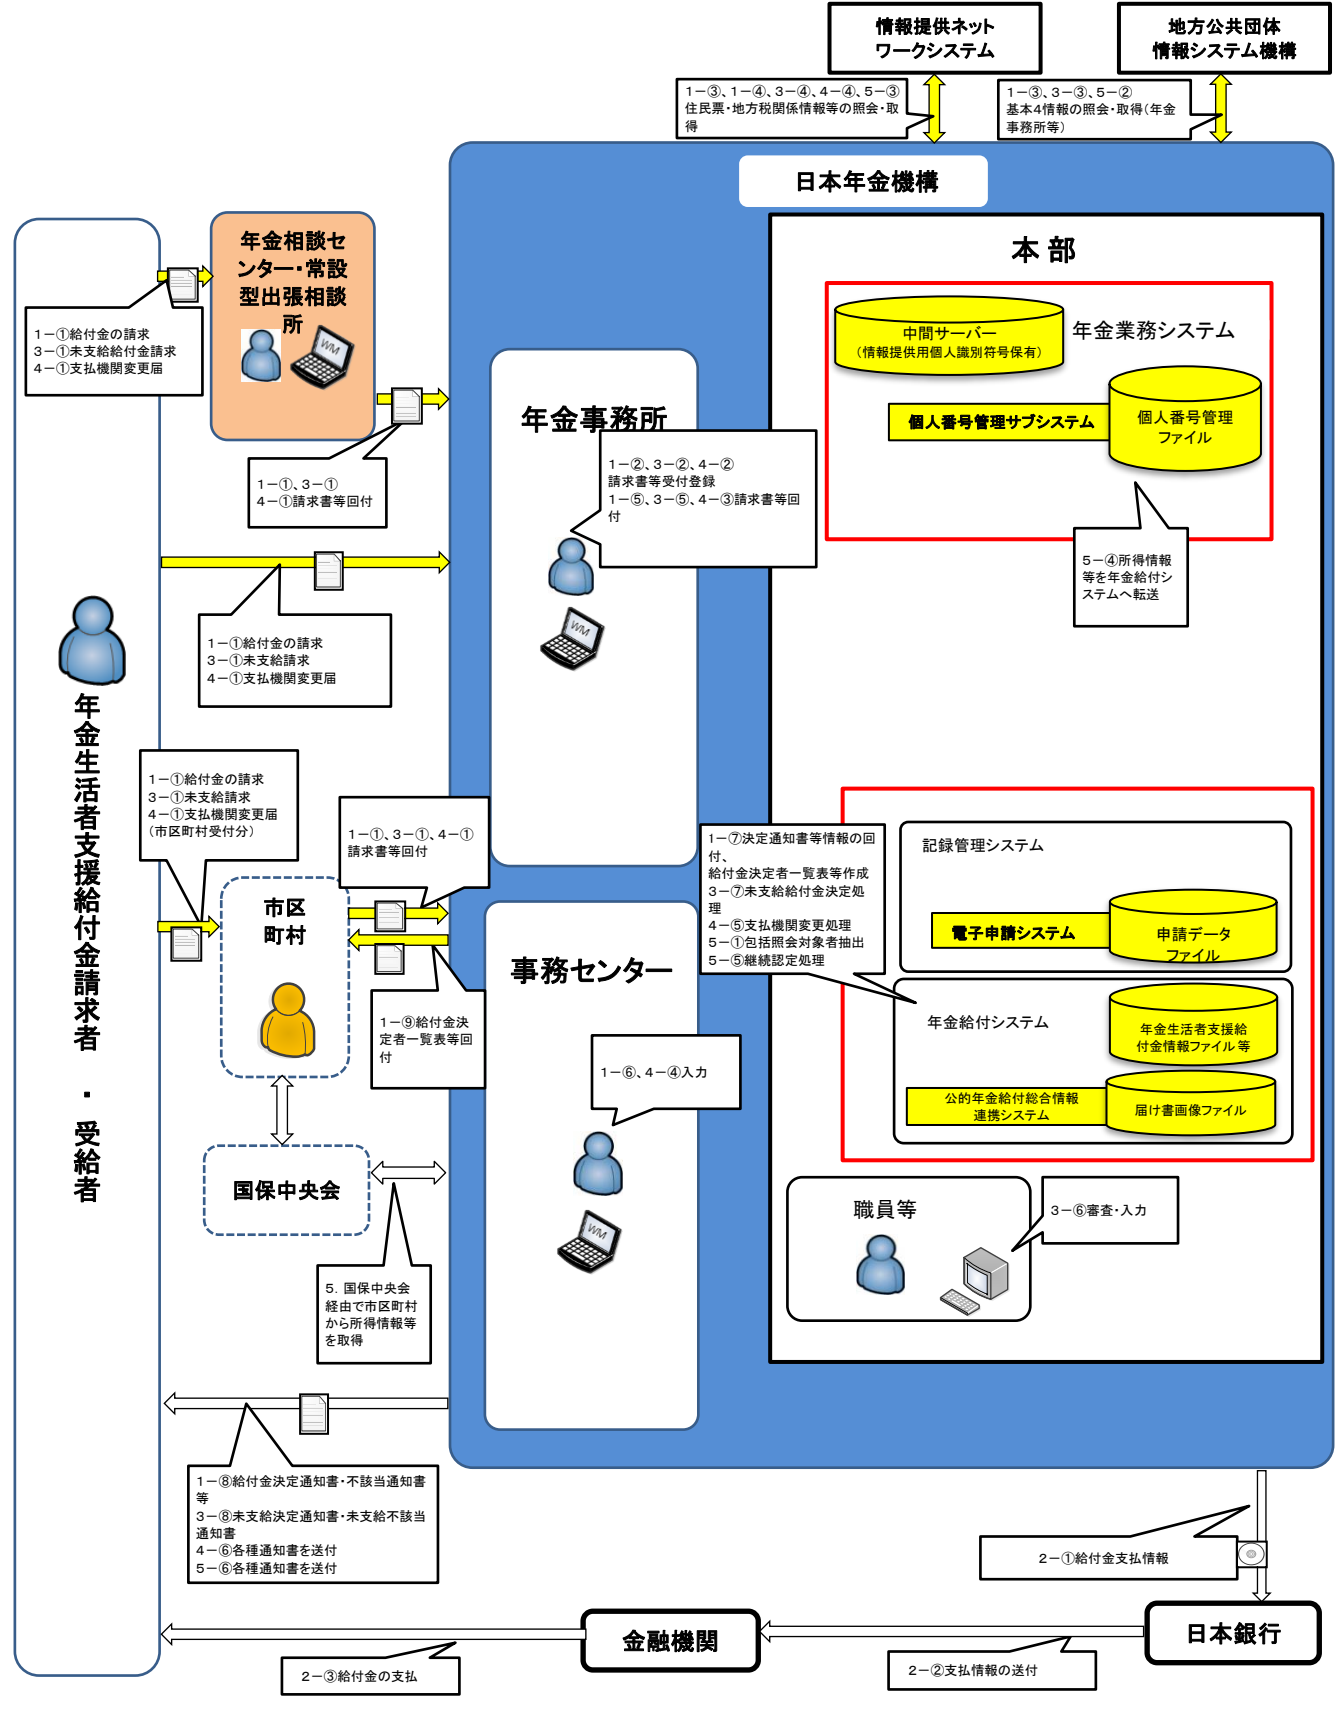 情報提供ネット
ワークシステム
地方公共団体
情報システム機構
1－③、1－④、3－④、4－④、5－③
住民票・地方税関係情報等の照会・取
得
1－③、3－③、5－②
基本4情報の照会・取得（年金
事務所等）
日本年金機構
本 部
年金相談セ
ンター・常設
型出張相談
所
WM
1－①給付金の請求
3－①未支給給付金請求
4－①支払機関変更届
中間サーバー
（情報提供用個人識別符号保有）
年金業務システム
個人番号管理サブシステム
個人番号管理
ファイル
年金事務所
1－②、3－②、4－②
請求書等受付登録
1－⑤、3－⑤、4－③請求書等回
付
WM
1－①、3－①
4－①請求書等回付
5－④所得情報
等を年金給付シ
ステムへ転送
1－①給付金の請求
3－①未支給請求
4－①支払機関変更届
年金生活者支援給付金請求者 ・ 受給者
1－①給付金の請求
3－①未支給請求
4－①支払機関変更届
（市区町村受付分）
1－①、3－①、4－①
請求書等回付
市区
町村
1－⑨給付金決
定者一覧表等回
付
1－⑦決定通知書等情報の回
付、
給付金決定者一覧表等作成
3－⑦未支給給付金決定処
理
4－⑤支払機関変更処理
5－①包括照会対象者抽出
5－⑤継続認定処理
記録管理システム
電子申請システム
申請データ
ファイル
事務センター
1－⑥、4－④入力
WM
年金給付システム
年金生活者支援給
付金情報ファイル等
公的年金給付総合情報
連携システム
届け書画像ファイル
国保中央会
5．国保中央会
経由で市区町村
から所得情報等
を取得
職員等
3－⑥審査・入力
1－⑧給付金決定通知書・不該当通知書
等
3－⑧未支給決定通知書・未支給不該当
通知書
4－⑥各種通知書を送付
5－⑥各種通知書を送付
2－①給付金支払情報
日本銀行
2－②支払情報の送付
金融機関
2－③給付金の支払